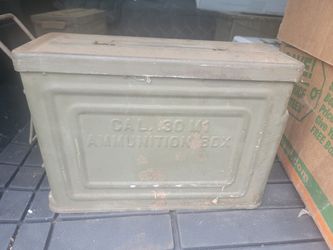 CAL. .30 M1
AMMUNITION BOX